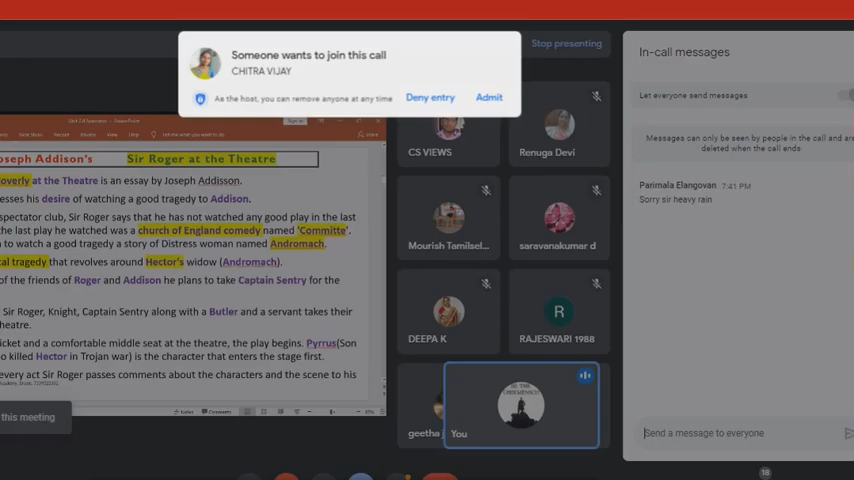 Someone wants to join this call
CHITRA VIJAY
As the host, you can remove anyone at any time
Deny entry
Admit
Stop presenting
In-call messages
Let everyone send messages
Messages can only be seen by people in the call and are
deleted when the call ends
Parimala Elangovan 7:41 PM
Sorry sir heavy rain
Send a message to everyone
CS VIEWS
Renuga Devi
Mourish Tamilsel...
saravanakumar d
DEEPA K
RAJESWARI 1988
R
geetha j
You
18
oseph Addison's Sir Roger at the Theatre
overly at the Theatre is an essay by Joseph Addisson.
esses his desire of watching a good tragedy to Addison.
spectator club, Sir Roger says that he has not watched any good play in the last
the last play he watched was a church of England comedy named 'Committe'.
n to watch a good tragedy a story of Distress woman named Andromach.
cal tragedy that revolves around Hector's widow (Andromach).
of the friends of Roger and Addison he plans to take Captain Sentry for the
Sir Roger, Knight, Captain Sentry along with a Butler and a servant takes their
heatre.
icket and a comfortable middle seat at the theatre, the play begins. Pyrrus(Son
o killed Hector in Trojan war) is the character that enters the stage first.
every act Sir Roger passes comments about the characters and the scene to his
this meeting